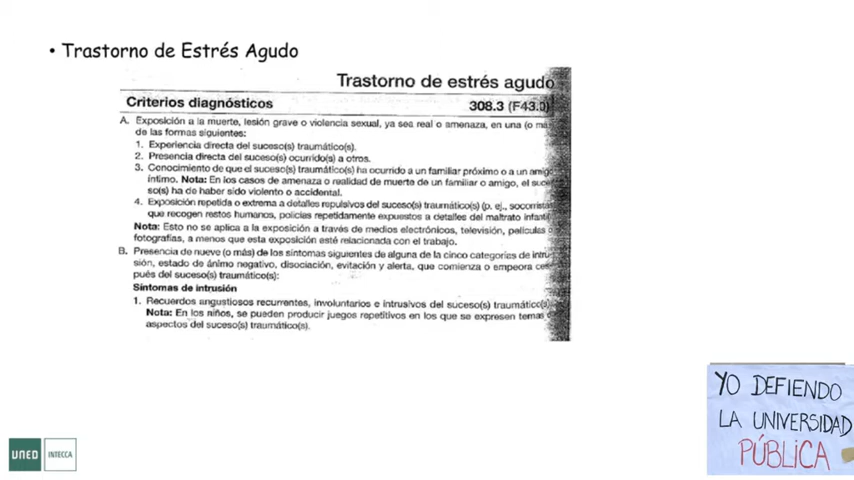 • Trastorno de Estrés Agudo
Trastorno de estrés agudo
Criterios diagnósticos 308.3 (F43.0)
A. Exposición a la muerte, lesión grave o violencia sexual, ya sea real o amenaza, en una (o má
de las formas siguientes:
1. Experiencia directa del suceso(s) traumático(s).
2. Presencia directa del suceso(s) ocurrido(s) a otros.
3. Conocimiento de que el suceso(s) traumático(s) ha ocurrido a un familiar próximo o a un amig
íntimo. Nota: En los casos de amenaza o realidad de muerte de un familiar o amigo, el suce
so(s) ha de haber sido violento o accidental.
4. Exposición repetida o extrema a detalles repulsivos del suceso(s) traumático(s) (p. ej., socorrista
que recogen restos humanos, policías repetidamente expuestos a detalles del maltrato infanti
Nota: Esto no se aplica a la exposición a través de medios electrónicos, televisión, películas o
fotografías, a menos que esta exposición esté relacionada con el trabajo.
B. Presencia de nueve (o más) de los síntomas siguientes de alguna de la cinco categorías de intru
sión, estado de ánimo negativo, disociación, evitación y alerta, que comienza o empeora
pués del suceso(s) traumático(s):
Síntomas de intrusión
1. Recuerdos angustiosos recurrentes, involuntarios e intrusivos del suceso(s) traumático(s)
Nota: En los niños, se pueden producir juegos repetitivos en los que se expresen temas
aspectos del suceso(s) traumático(s).
YO DEFIENDO
LA UNIVERSIDAD
PÚBLICA
UNED INTECCA